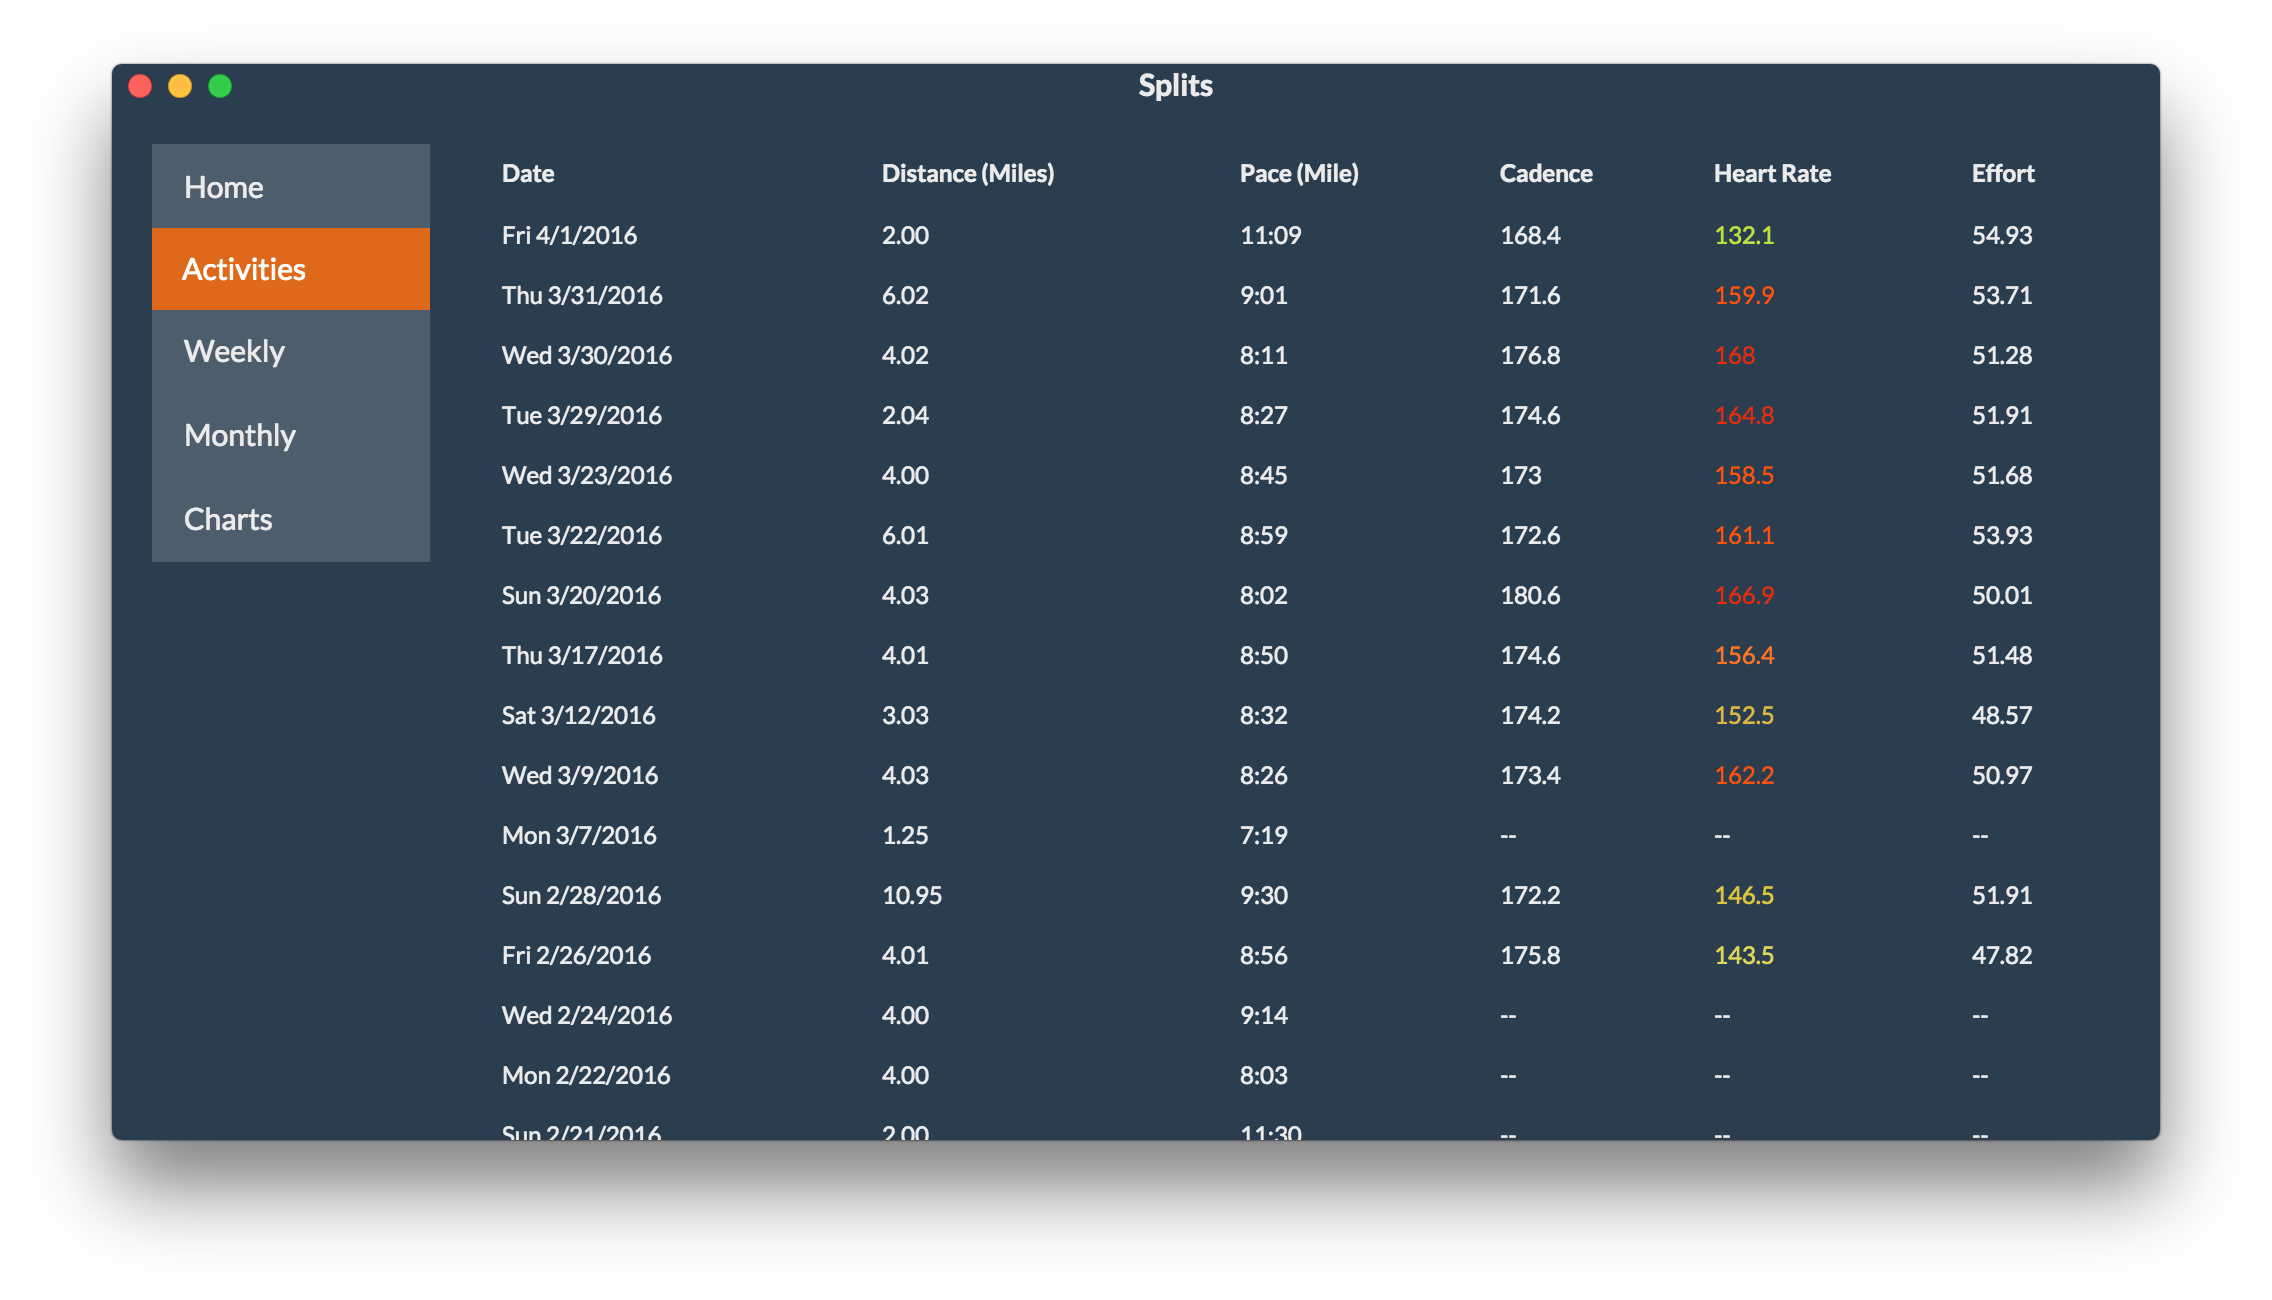 Splits
Home
Activities
Weekly
Monthly
Charts
Date Distance (Miles) Pace (Mile) Cadence Heart Rate Effort
Fri 4/1/2016 2.00 11:09 168.4 132.1 54.93
Thu 3/31/2016 6.02 9:01 171.6 159.9 53.71
Wed 3/30/2016 4.02 8:11 176.8 168 51.28
Tue 3/29/2016 2.04 8:27 174.6 164.8 51.91
Wed 3/23/2016 4.00 8:45 173 158.5 51.68
Tue 3/22/2016 6.01 8:59 172.6 161.1 53.93
Sun 3/20/2016 4.03 8:02 180.6 166.9 50.01
Thu 3/17/2016 4.01 8:50 174.6 156.4 51.48
Sat 3/12/2016 3.03 8:32 174.2 152.5 48.57
Wed 3/9/2016 4.03 8:26 173.4 162.2 50.97
Mon 3/7/2016 1.25 7:19 -- -- --
Sun 2/28/2016 10.95 9:30 172.2 146.5 51.91
Fri 2/26/2016 4.01 8:56 175.8 143.5 47.82
Wed 2/24/2016 4.00 9:14 -- -- --
Mon 2/22/2016 4.00 8:03 -- -- --
Sun 2/21/2016 2.00 11:30 -- -- --